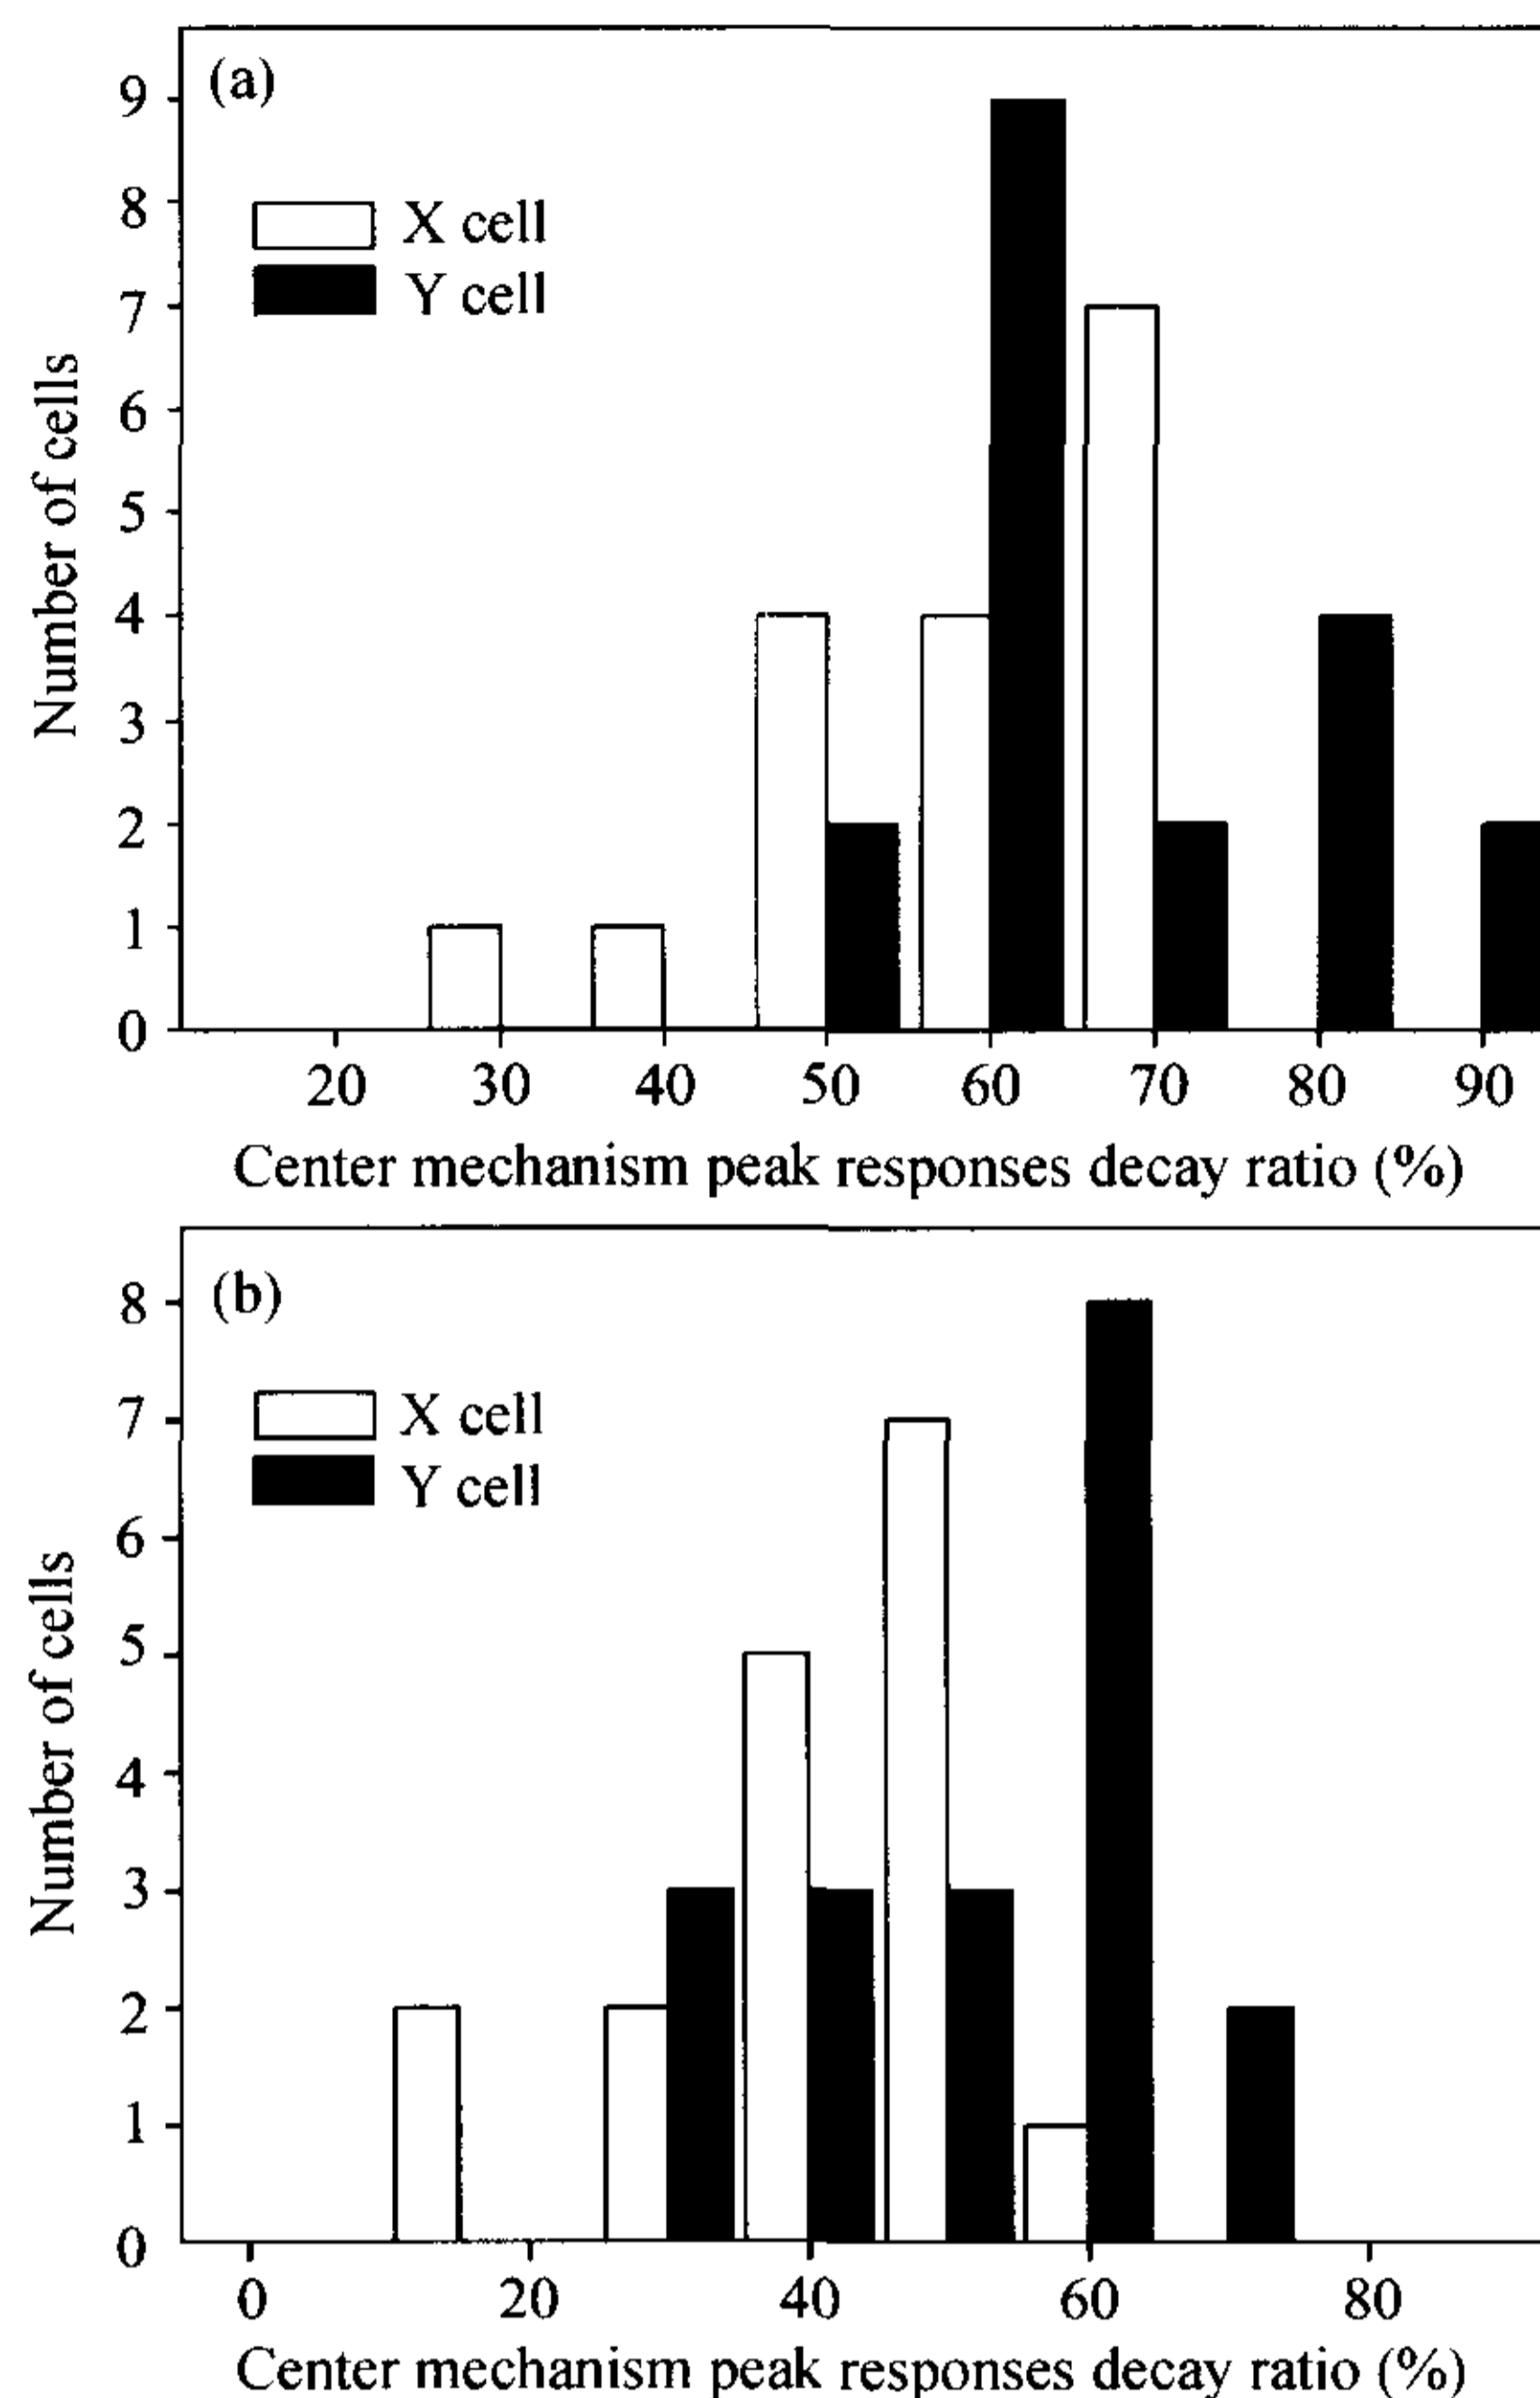 (a)
9
8
7
6
5
4
3
2
1
0
Number of cells
X cell
Y cell
20 30 40 50 60 70 80 90
Center mechanism peak responses decay ratio (%)
(b)
8
7
6
5
4
3
2
1
0
Number of cells
X cell
Y cell
0 20 40 60 80
Center mechanism peak responses decay ratio (%)